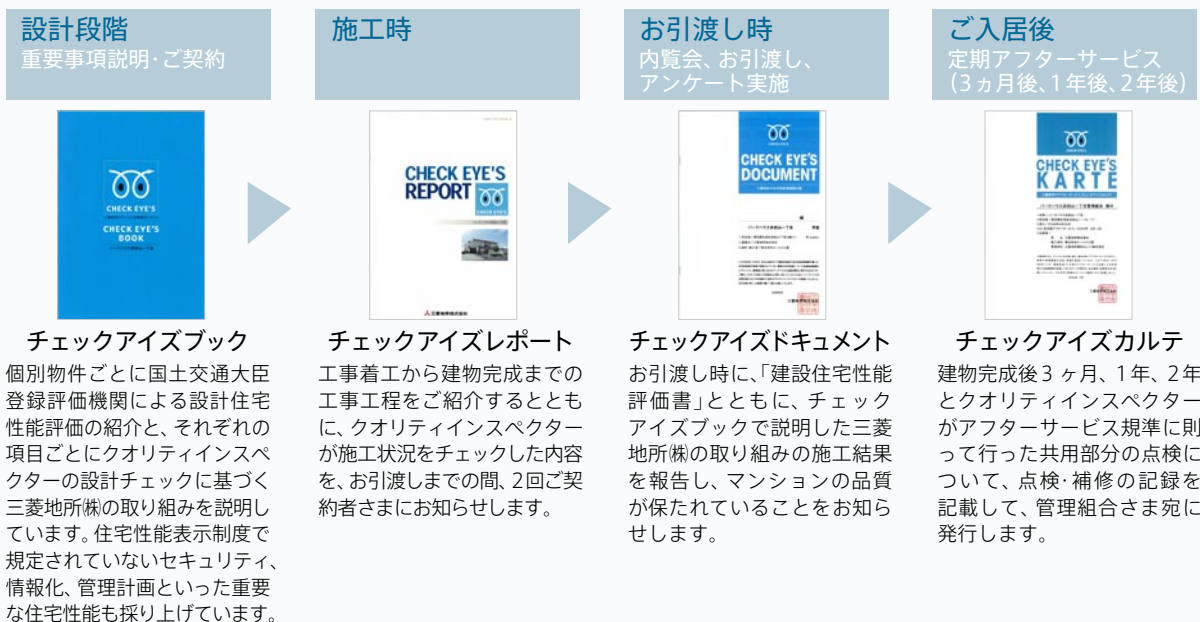 設計段階
重要事項説明・ご契約
施工時
お引渡し時
内覧会、お引渡し、
アンケート実施
ご入居後
定期アフターサービス
(3ヵ月後、1年後、2年後)
CHECK EYE'S
CHECK EYE'S
BOOK
CHECK EYE'S
REPORT
CHECK EYE'S
三菱地所株式会社
CHECK EYE'S
DOCUMENT
CHECK EYE'S
KARTE
チェックアイズブック
個別物件ごとに国土交通大臣
登録評価機関による設計住宅
性能評価の紹介と、それぞれの
項目ごとにクオリティインスペ
クターの設計チェックに基づく
三菱地所㈱の取り組みを説明し
ています。住宅性能表示制度で
規定されていないセキュリティ、
情報化、管理計画といった重要
な住宅性能も採り上げています。
チェックアイズレポート
工事着工から建物完成までの
工事工程をご紹介するととも
に、クオリティインスペクター
が施工状況をチェックした内容
を、お引渡しまでの間、2回ご契
約者さまにお知らせします。
チェックアイズドキュメント
お引渡し時に、「建設住宅性能
評価書」とともに、チェック
アイズブックで説明した三菱
地所㈱の取り組みの施工結果
を報告し、マンションの品質
が保たれていることをお知ら
せします。
チェックアイズカルテ
建物完成後3ヶ月、1年、2年
とクオリティインスペクター
がアフターサービス規準に則
って行った共用部分の点検に
ついて、点検・補修の記録を
記載して、管理組合さま宛に
発行します。